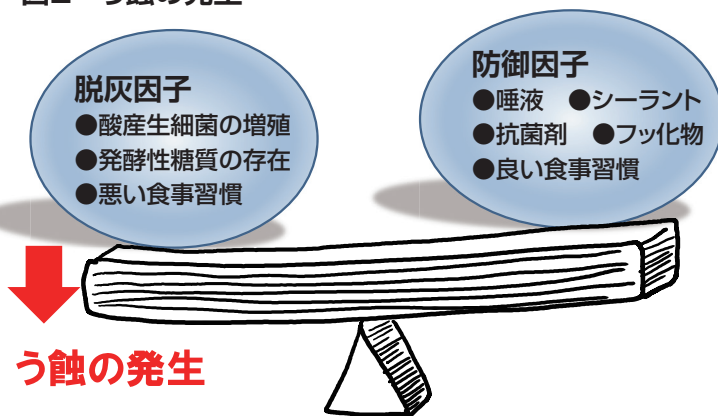 脱灰因子
●酸産生細菌の増殖
●発酵性糖質の存在
●悪い食事習慣
防御因子
●唾液 ●シーラント
●抗菌剤 ●フッ化物
●良い食事習慣
う蝕の発生